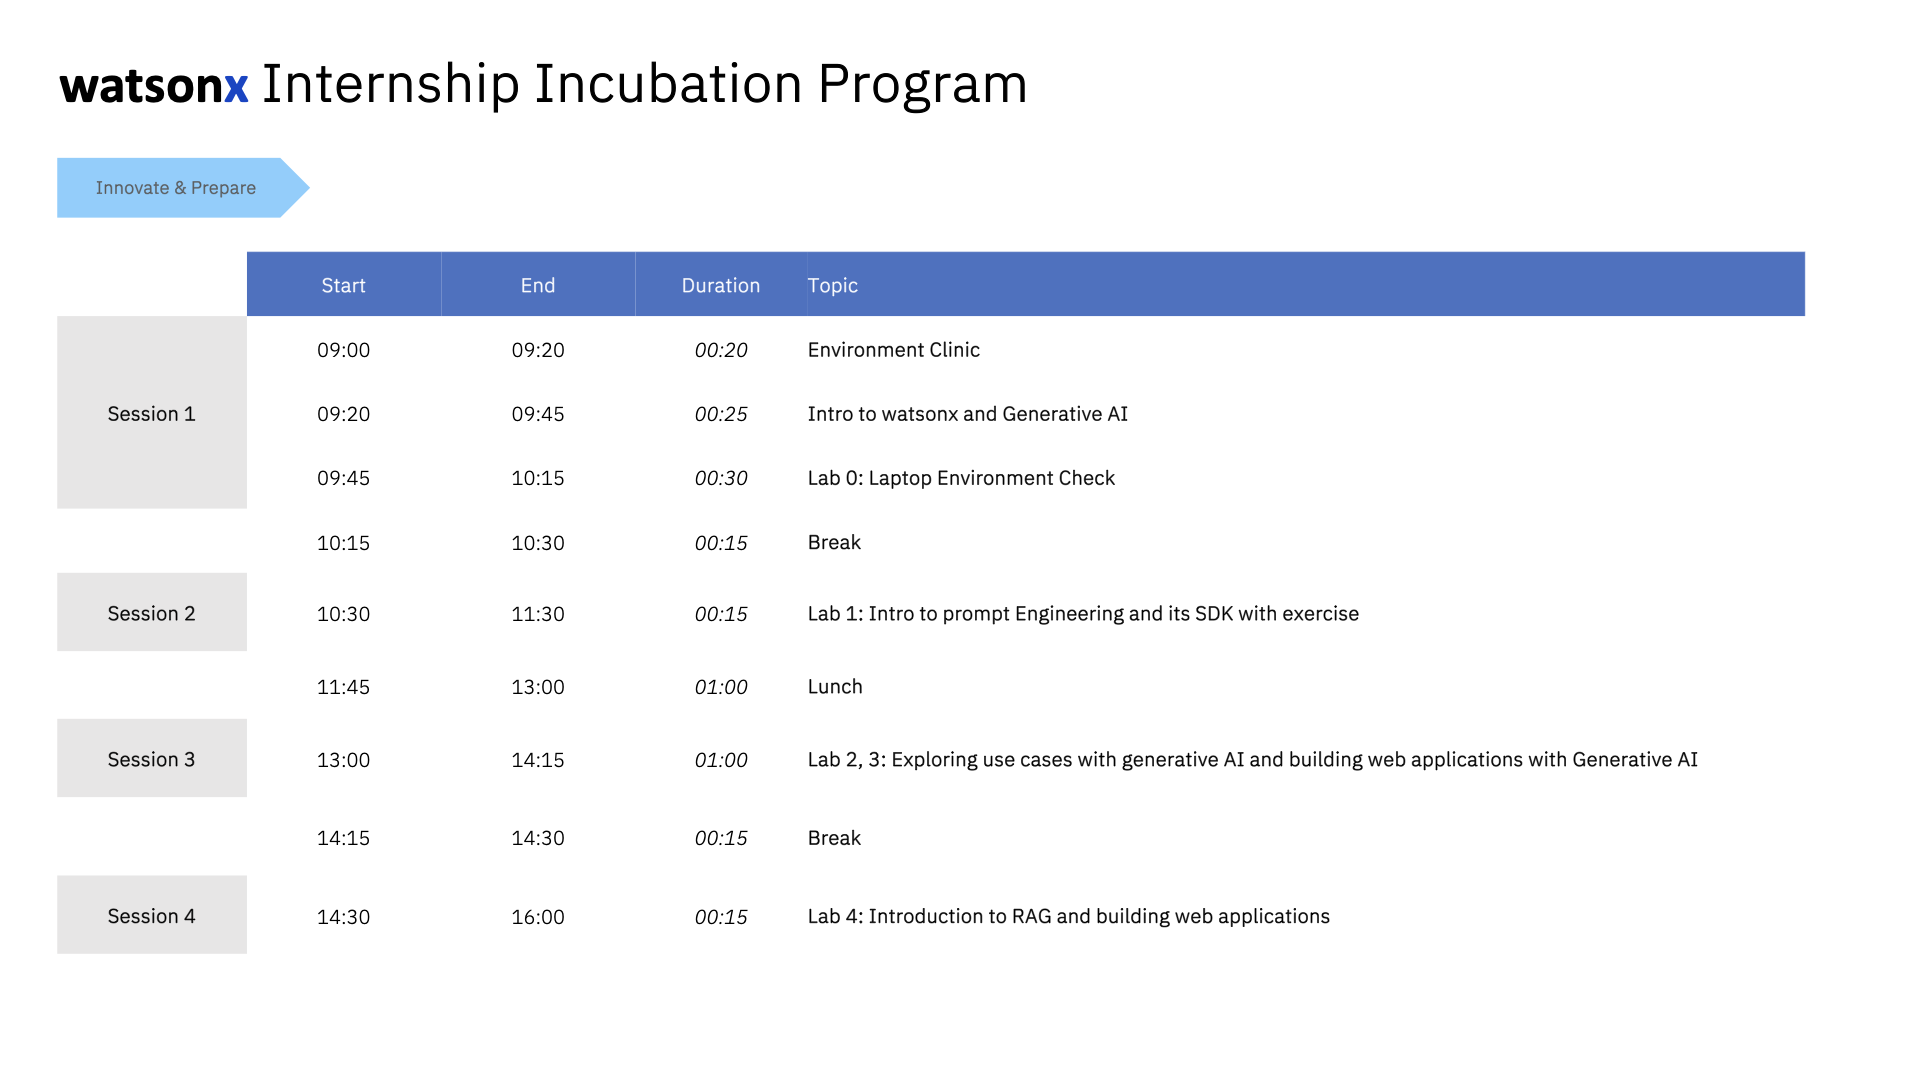 watsonx Internship Incubation Program
Innovate & Prepare
Start End Duration Topic
09:00 09:20 00:20 Environment Clinic
Session 1 09:20 09:45 00:25 Intro to watsonx and Generative AI
09:45 10:15 00:30 Lab 0: Laptop Environment Check
10:15 10:30 00:15 Break
Session 2 10:30 11:30 00:15 Lab 1: Intro to prompt Engineering and its SDK with exercise
11:45 13:00 01:00 Lunch
Session 3 13:00 14:15 01:00 Lab 2, 3: Exploring use cases with generative AI and building web applications with Generative AI
14:15 14:30 00:15 Break
Session 4 14:30 16:00 00:15 Lab 4: Introduction to RAG and building web applications